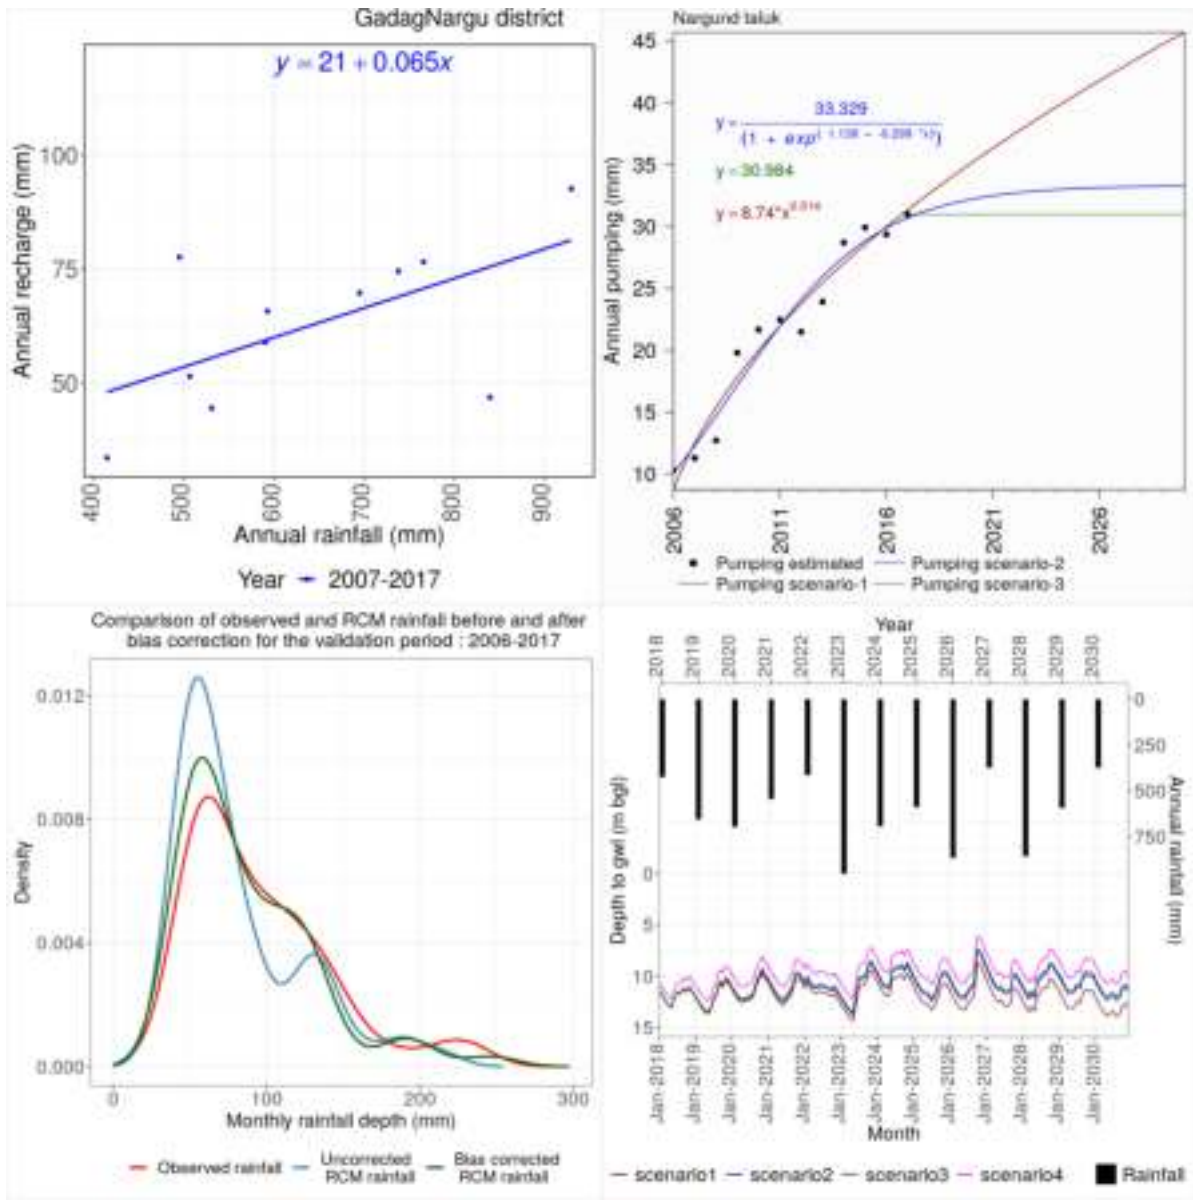 GadagNargu district
y = 21 + 0.065x
Annual recharge (mm)
100
75
50
400
500
600
700
800
900
Annual rainfall (mm)
Year 2007-2017
Nargund taluk
45
40
35
30
25
20
15
10
Annual pumping (mm)
33.329
y =
(1 + exp
y = 30.984
y = 8.74*x
2006
2011
2016
2021
2026
Pumping estimated Pumping scenario-2
Pumping scenario-1 Pumping scenario-3
Comparison of observed and RCM rainfall before and after
bias correction for the validation period : 2006-2017
Density
0.012
0.008
0.004
0.000
0 100 200 300
Monthly rainfall depth (mm)
Observed rainfall
Uncorrected
RCM rainfall
Bias corrected
RCM rainfall
Year
2018
2019
2020
2021
2022
2023
2024
2025
2026
2027
2028
2029
2030
0
250
500
750
Annual rainfall (mm)
Depth to gwl (m bgl)
0
5
10
15
Jan-2018
Jan-2019
Jan-2020
Jan-2021
Jan-2022
Jan-2023
Jan-2024
Jan-2025
Jan-2026
Jan-2027
Jan-2028
Jan-2029
Jan-2030
Month
scenario1 scenario2 scenario3 scenario4 Rainfall